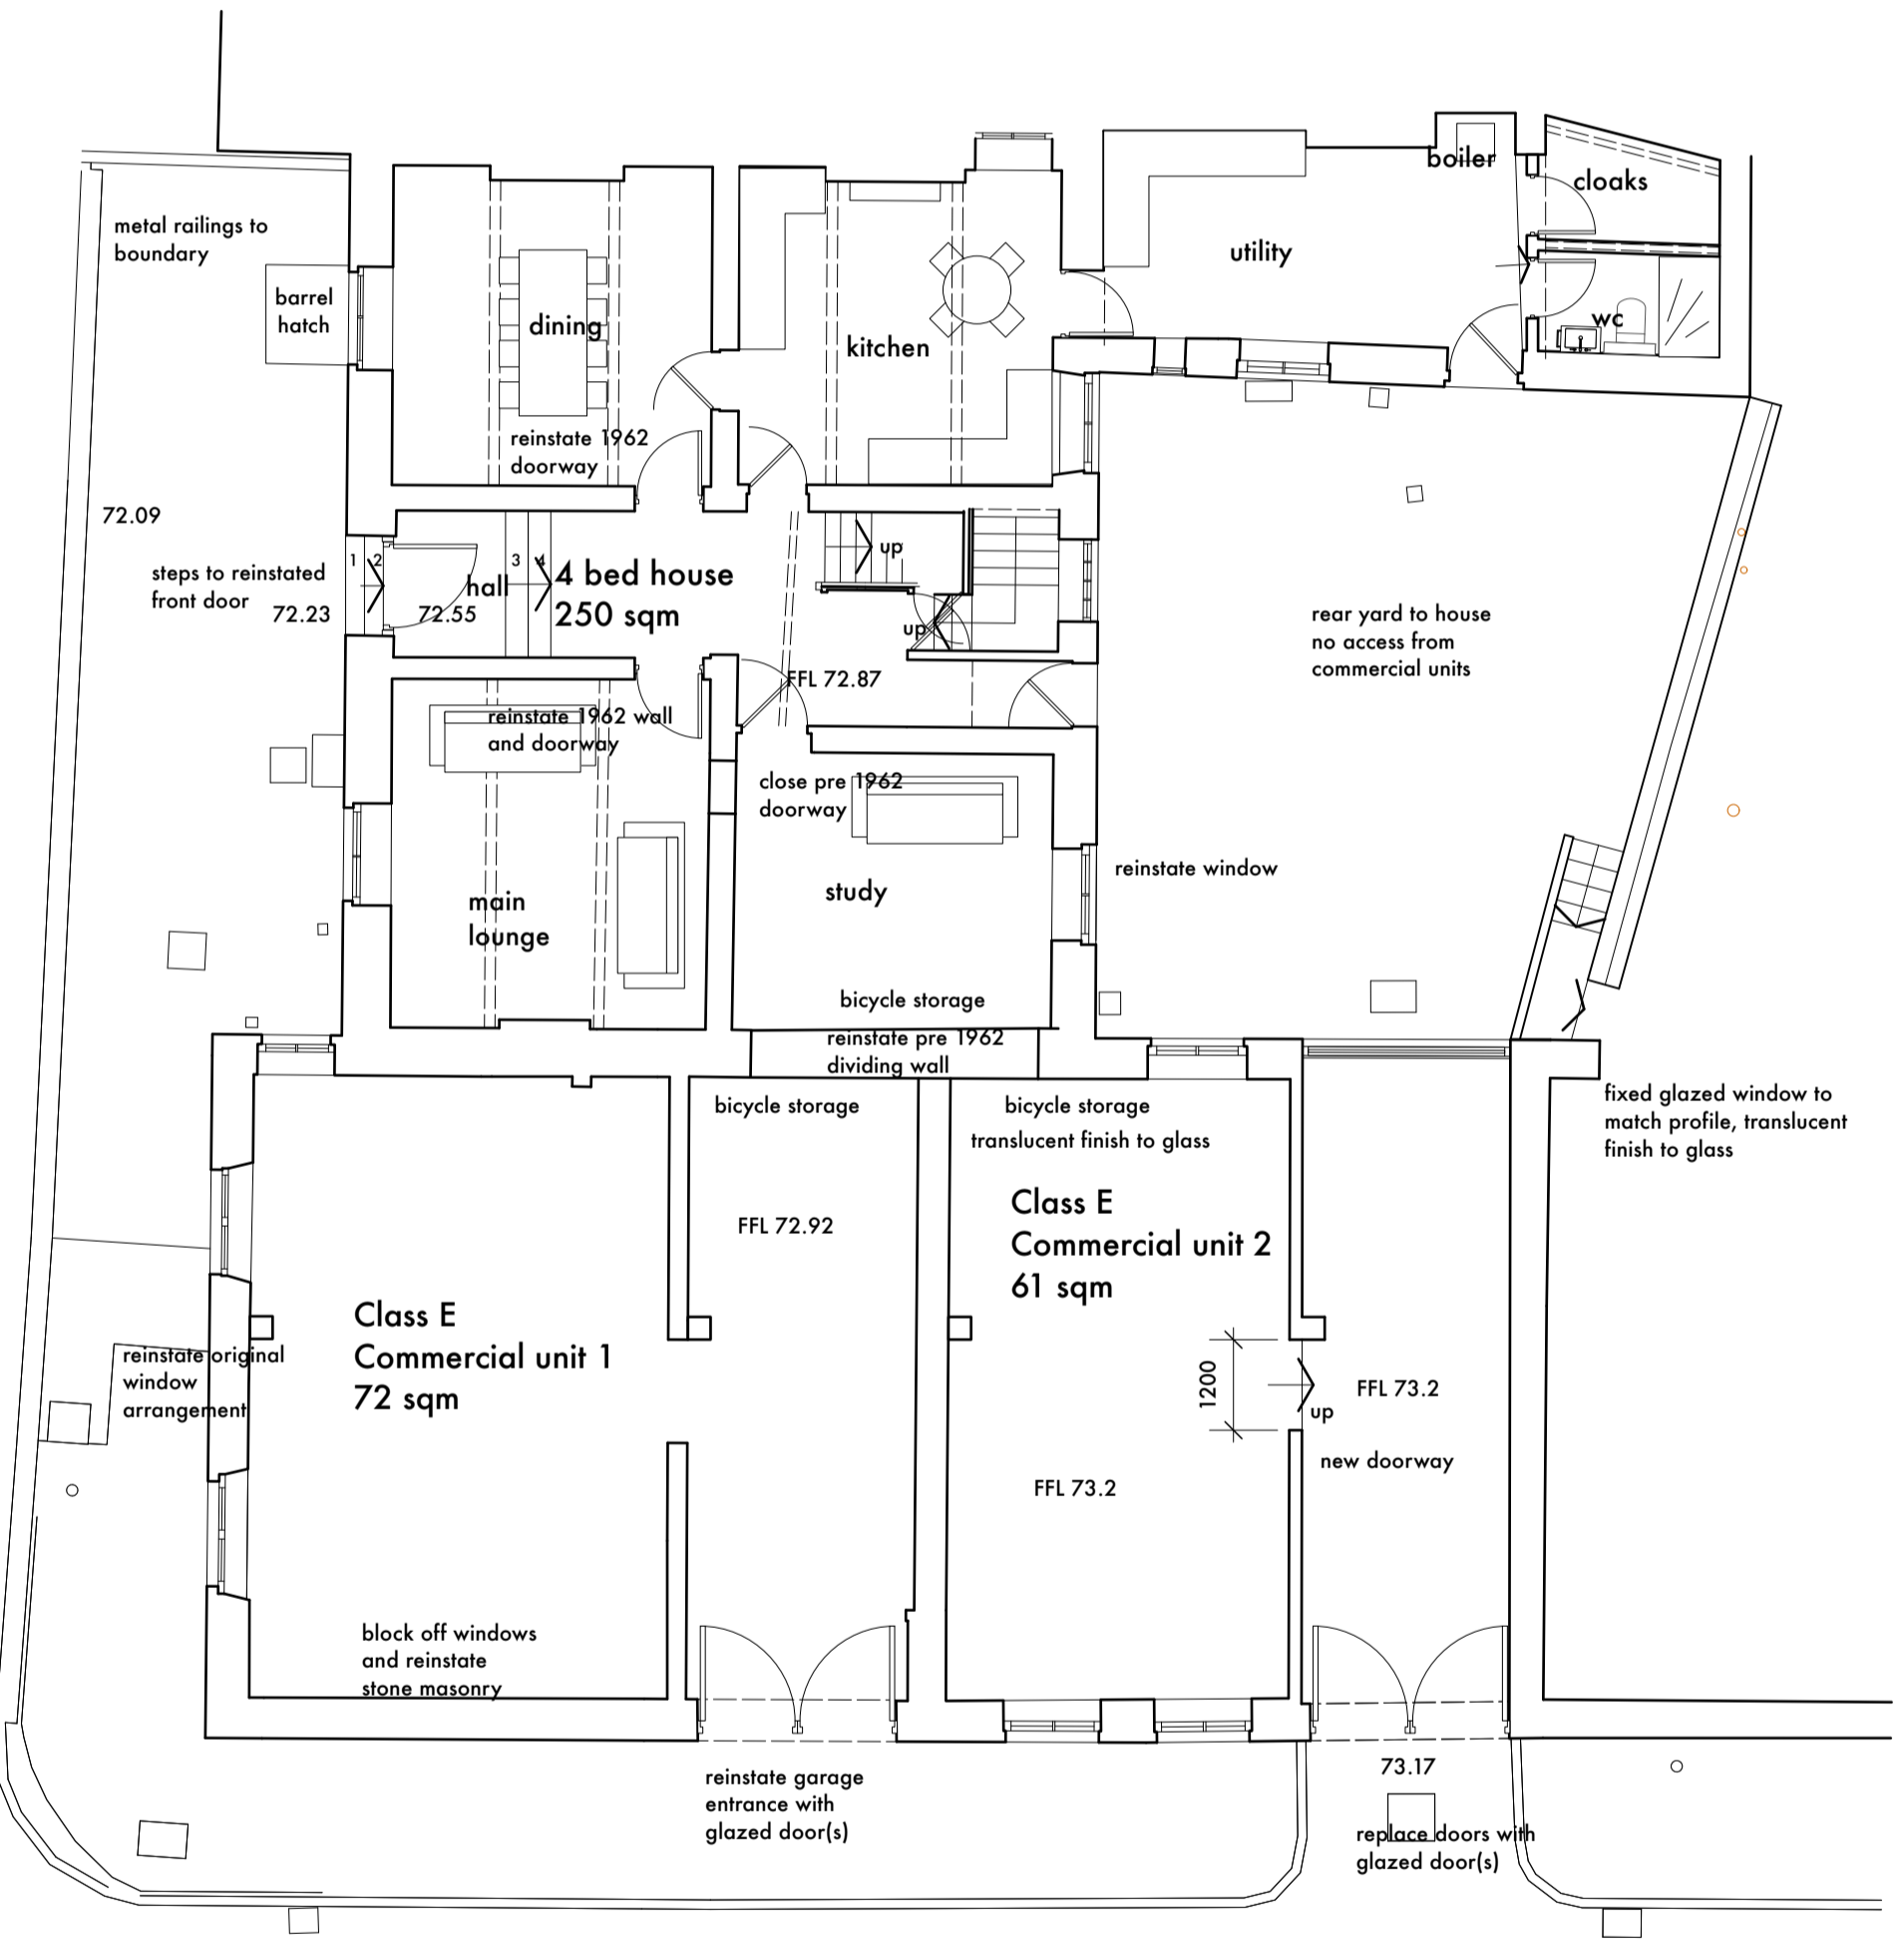 boiler
cloaks
metal railings to
boundary
utility
barrel
hatch
dining
kitchen
wc
reinstate 1962
doorway
72.09
1
2
3
4
up
steps to reinstated
front door
72.23
hall
72.55
4 bed house
250 sqm
up
rear yard to house
no access from
commercial units
FFL 72.87
reinstate 1962 wall
and doorway
close pre 1962
doorway
reinstate window
main
lounge
study
bicycle storage
reinstate pre 1962
dividing wall
bicycle storage
bicycle storage
translucent finish to glass
fixed glazed window to
match profile, translucent
finish to glass
FFL 72.92
Class E
Commercial unit 2
61 sqm
Class E
Commercial unit 1
72 sqm
reinstate original
window
arrangement
1200
FFL 73.2
up
new doorway
FFL 73.2
block off windows
and reinstate
stone masonry
reinstate garage
entrance with
glazed door(s)
73.17
replace doors with
glazed door(s)